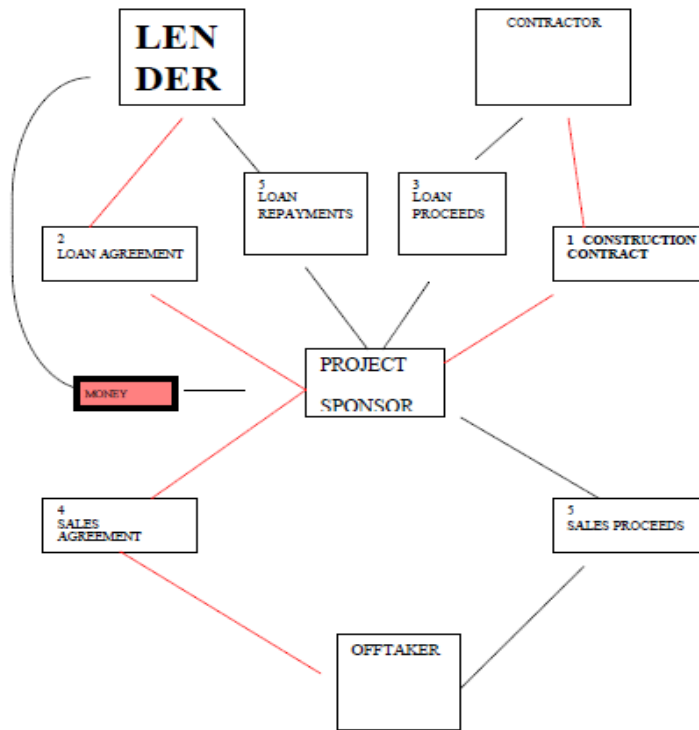 LEN
DER
CONTRACTOR
5
LOAN
REPAYMENTS
3
LOAN
PROCEEDS
2
LOAN AGREEMENT
1 CONSTRUCTION
CONTRACT
PROJECT
SPONSOR
MONEY
4
SALES
AGREEMENT
5
SALES PROCEEDS
OFFTAKER